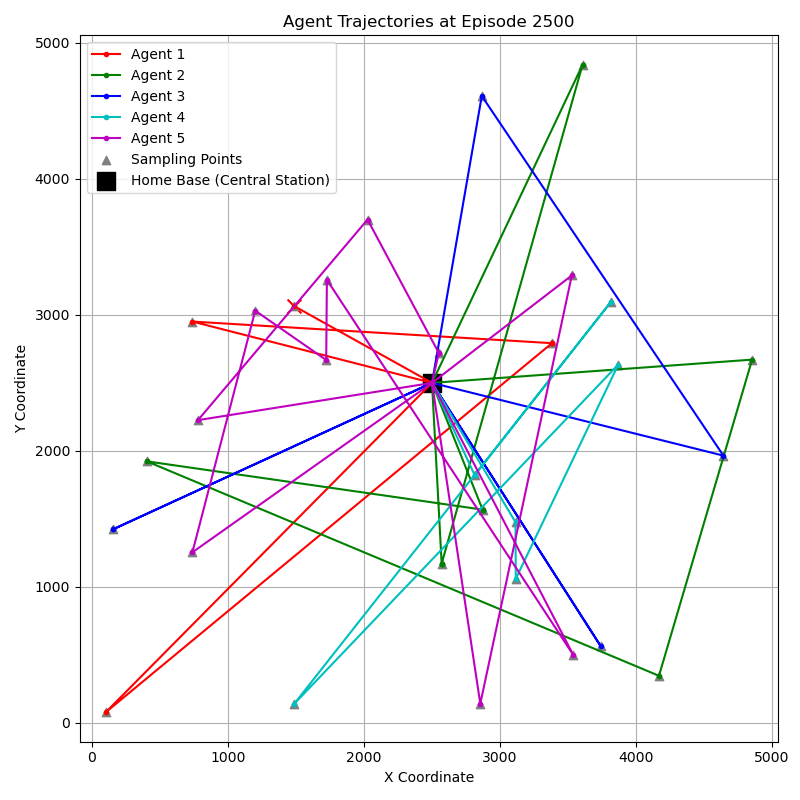 Agent Trajectories at Episode 2500
Agent 1
Agent 2
Agent 3
Agent 4
Agent 5
Sampling Points
Home Base (Central Station)
5000
4000
3000
2000
1000
0
Y Coordinate
0 1000 2000 3000 4000 5000
X Coordinate